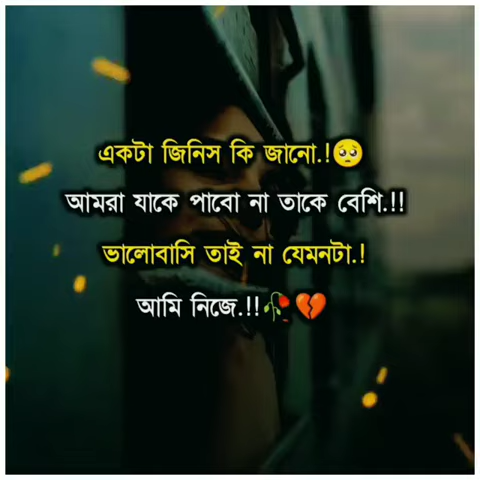 একটা জিনিস কি জানো.!🥺
আমরা যাকে পাবো না তাকে বেশি.!!
ভালোবাসি তাই না যেমনটা.!
আমি নিজে.!!🥀💔